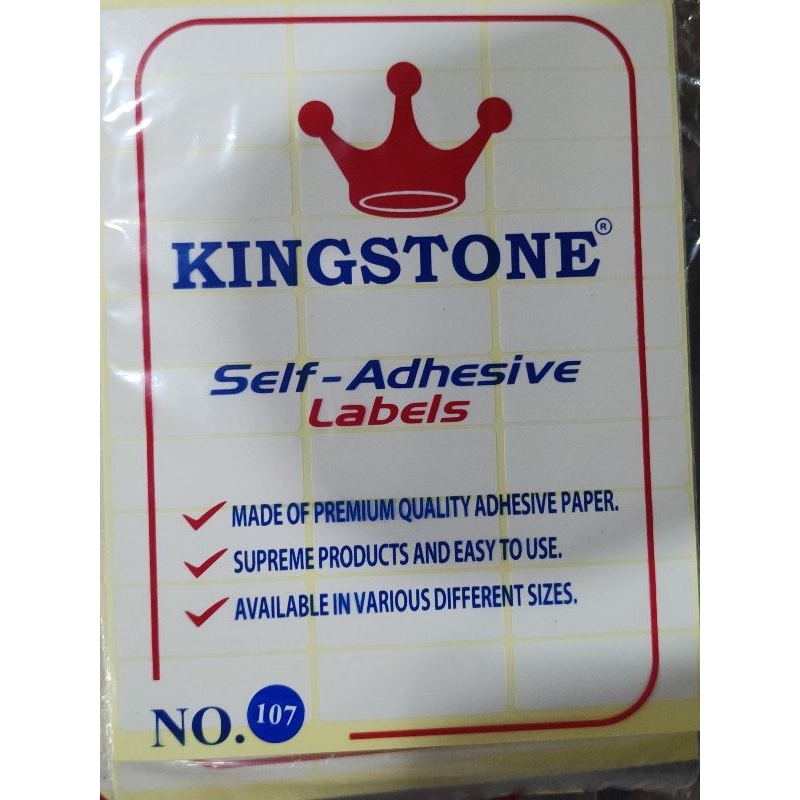 KINGSTONE®
Self-Adhesive
Labels
MADE OF PREMIUM QUALITY ADHESIVE PAPER.
SUPREME PRODUCTS AND EASY TO USE.
AVAILABLE IN VARIOUS DIFFERENT SIZES.
NO. 107